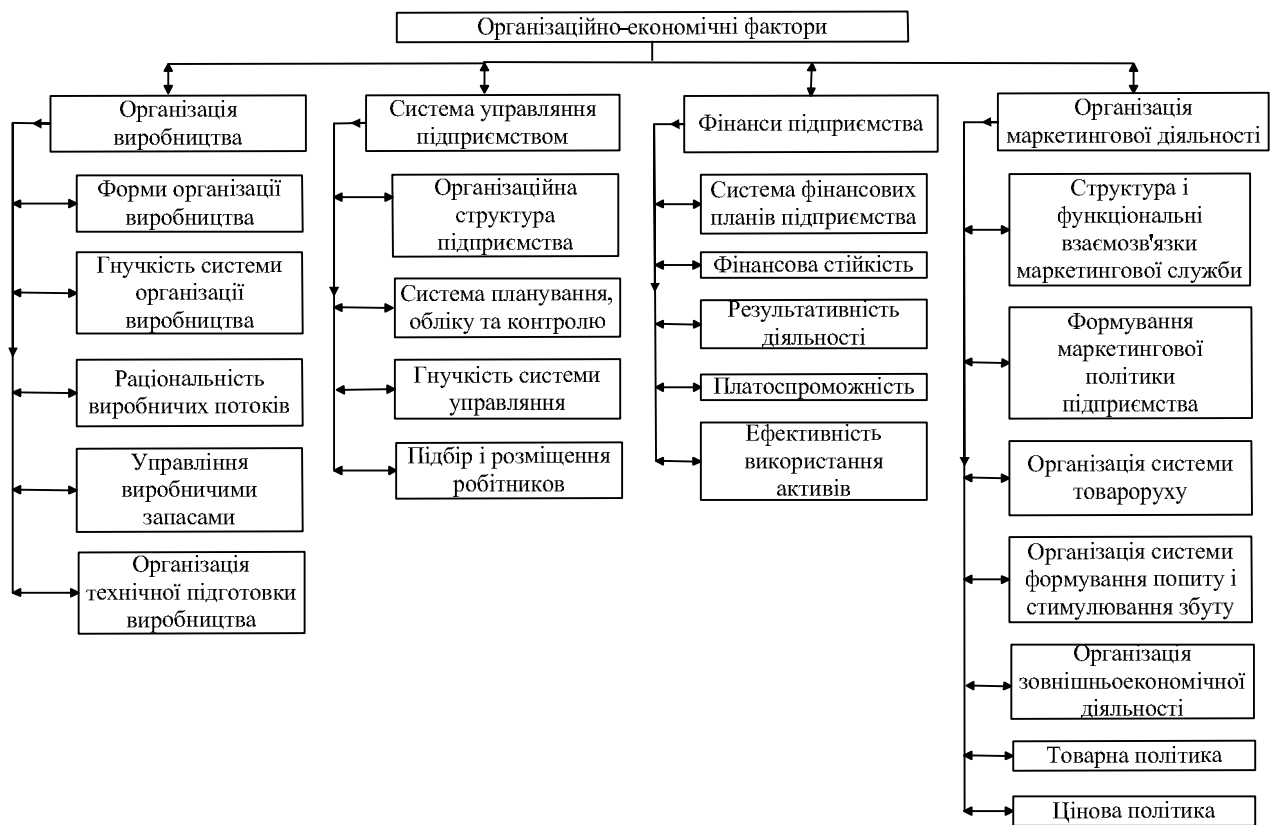 Організаційно-економічні фактори
Організація
виробництва
Форми організації
виробництва
Гнучкість системи
організації
виробництва
Раціональність
виробничих потоків
Управління
виробничими
запасами
Організація
технічної підготовки
виробництва
Система управляння
підприємством
Організаційна
структура
підприємства
Система планування,
обліку та контролю
Гнучкість системи
управляння
Підбір і розміщення
робітников
Фінанси підприємства
Система фінансових
планів підприємства
Фінансова стійкість
Результативність
діяльності
Платоспроможність
Ефективність
використання
активів
Організація
маркетингової діяльності
Структура і
функціональні
взаємозв'язки
маркетингової служби
Формування
маркетингової
політики
підприємства
Організація системи
товароруху
Організація системи
формування попиту і
стимулювання збуту
Організація
зовнішньоекономічної
діяльності
Товарна політика
Цінова політика